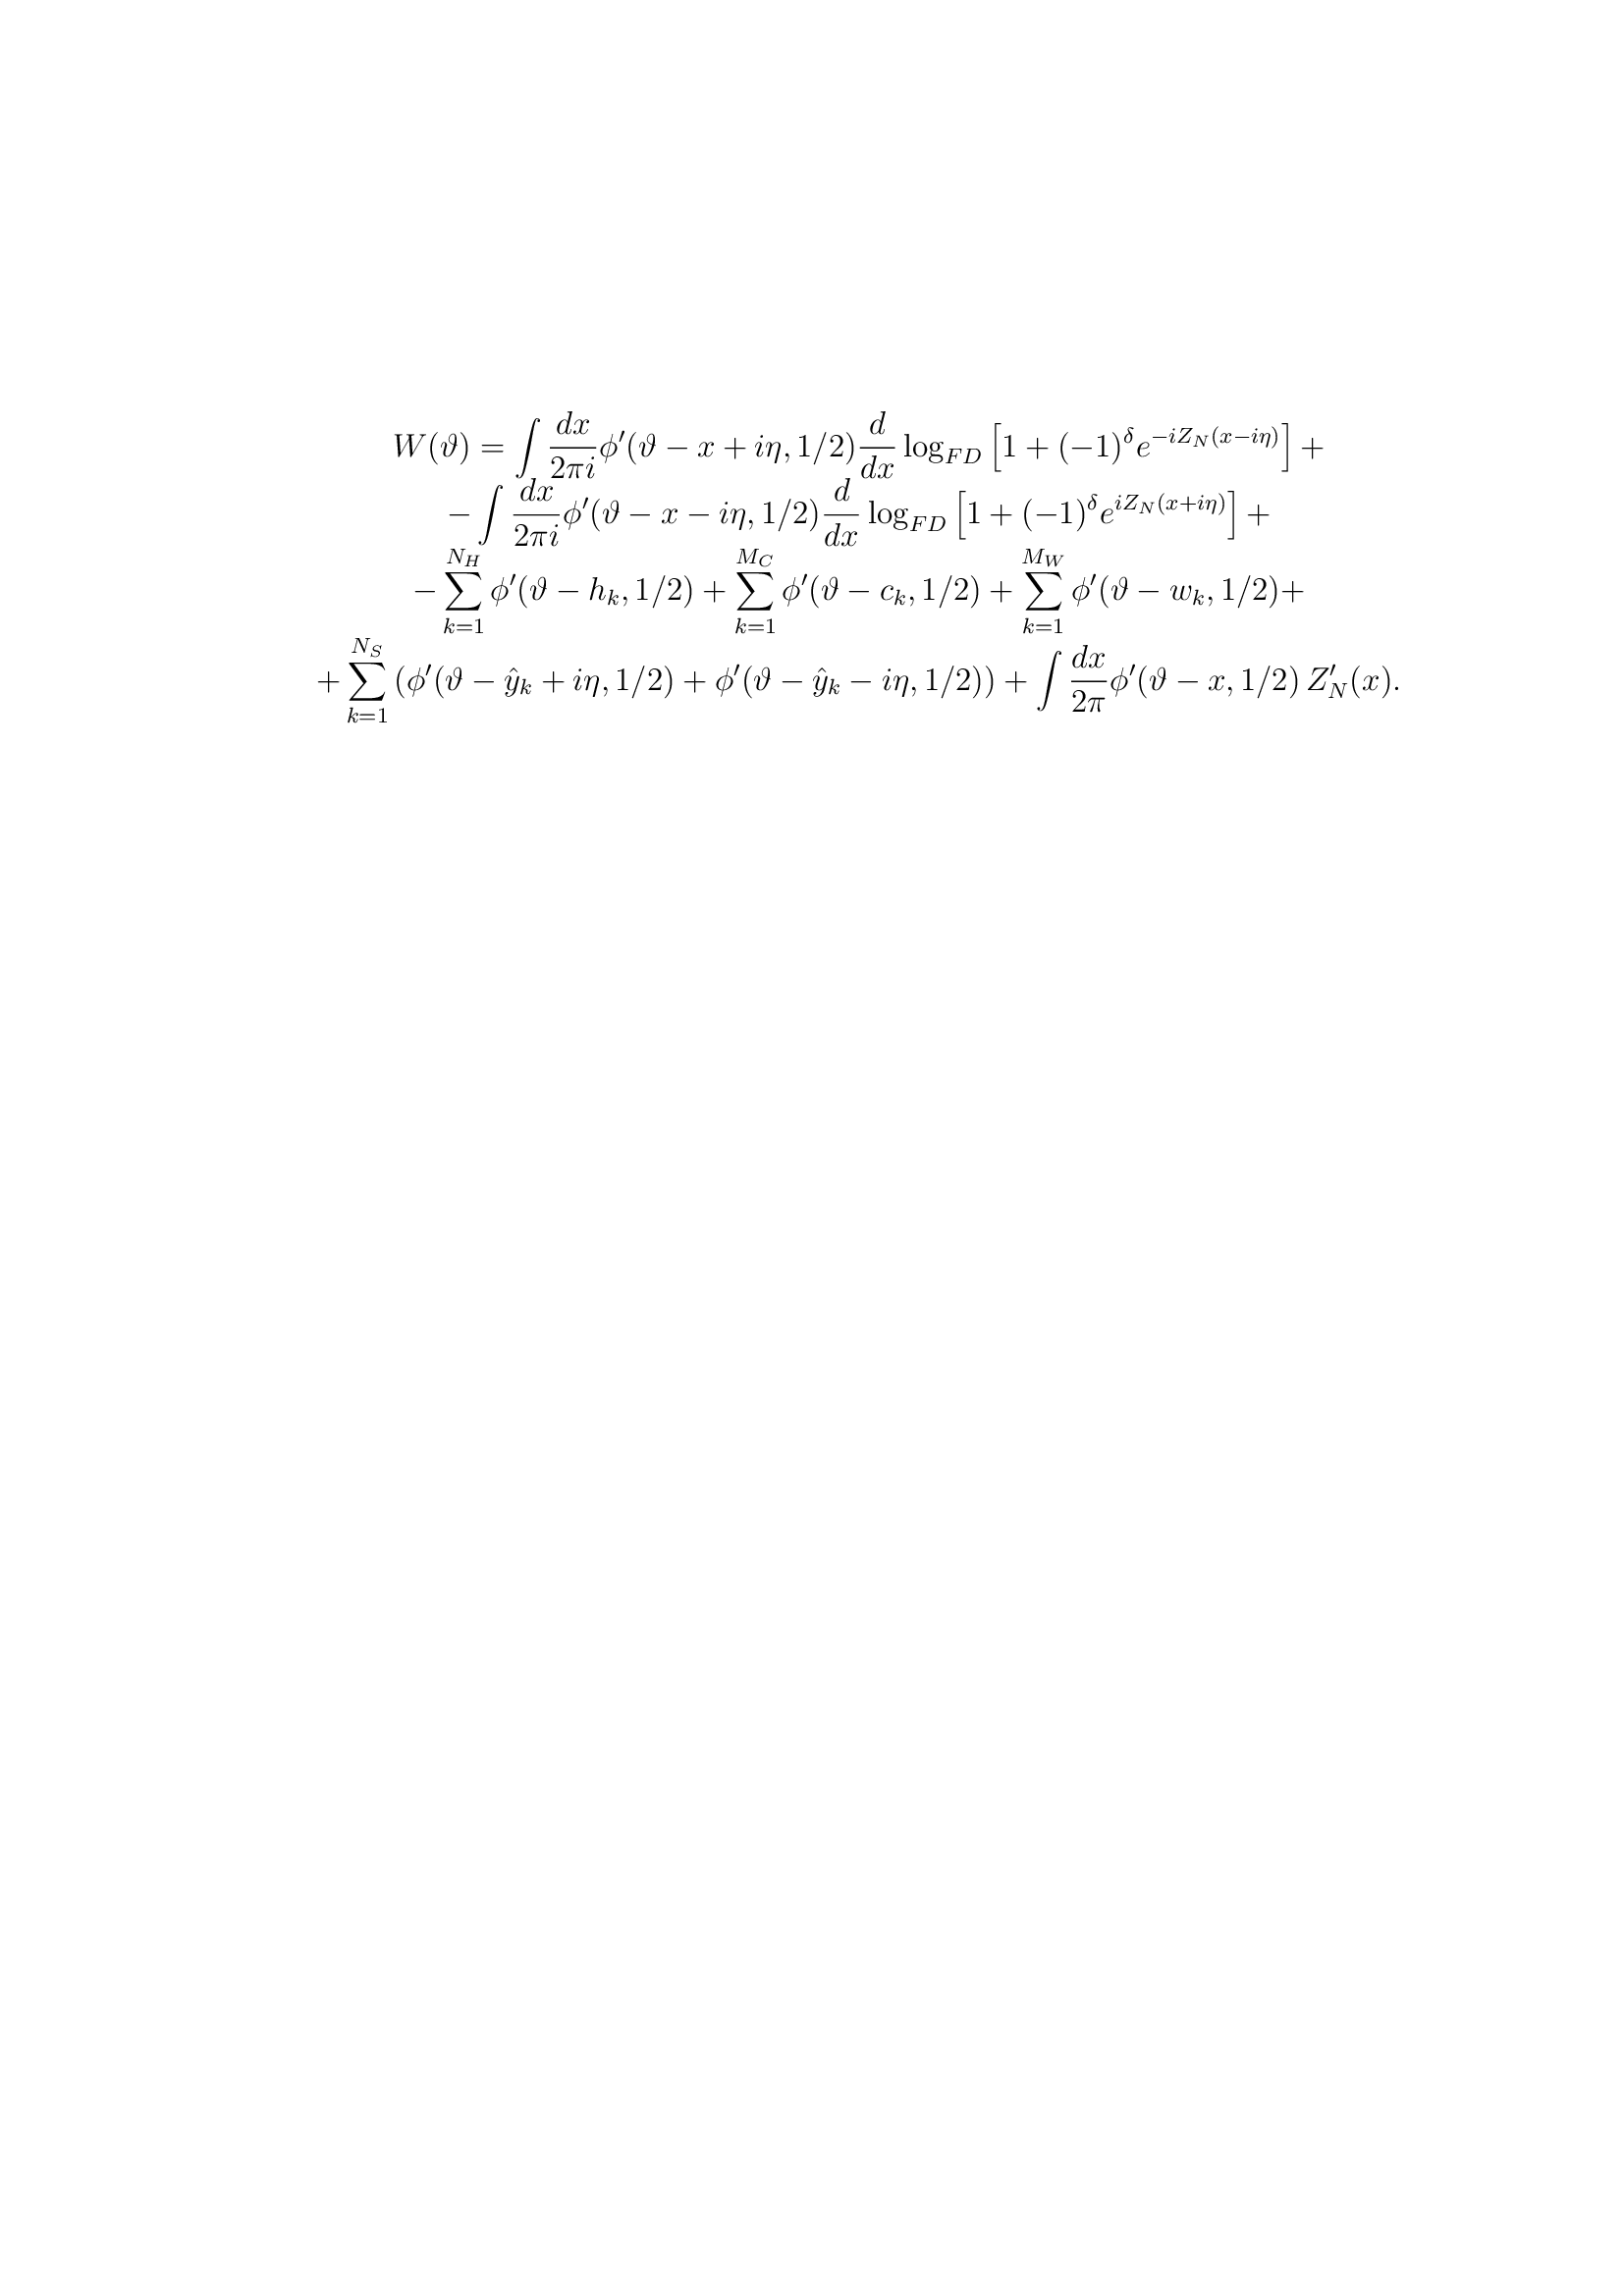 $W(\vartheta) = \int \frac{dx}{2\pi i} \phi'(\vartheta - x + i\eta, 1/2) \frac{d}{dx} \log_{FD} \left[ 1 + (-1)^{\delta} e^{-iZ_N(x-i\eta)} \right] +$
$- \int \frac{dx}{2\pi i} \phi'(\vartheta - x - i\eta, 1/2) \frac{d}{dx} \log_{FD} \left[ 1 + (-1)^{\delta} e^{iZ_N(x+i\eta)} \right] +$
$- \sum_{k=1}^{N_H} \phi'(\vartheta - h_k, 1/2) + \sum_{k=1}^{M_C} \phi'(\vartheta - c_k, 1/2) + \sum_{k=1}^{M_W} \phi'(\vartheta - w_k, 1/2) +$
$+ \sum_{k=1}^{N_S} \left( \phi'(\vartheta - \hat{y}_k + i\eta, 1/2) + \phi'(\vartheta - \hat{y}_k - i\eta, 1/2) \right) + \int \frac{dx}{2\pi} \phi'(\vartheta - x, 1/2) \, Z'_N(x).$